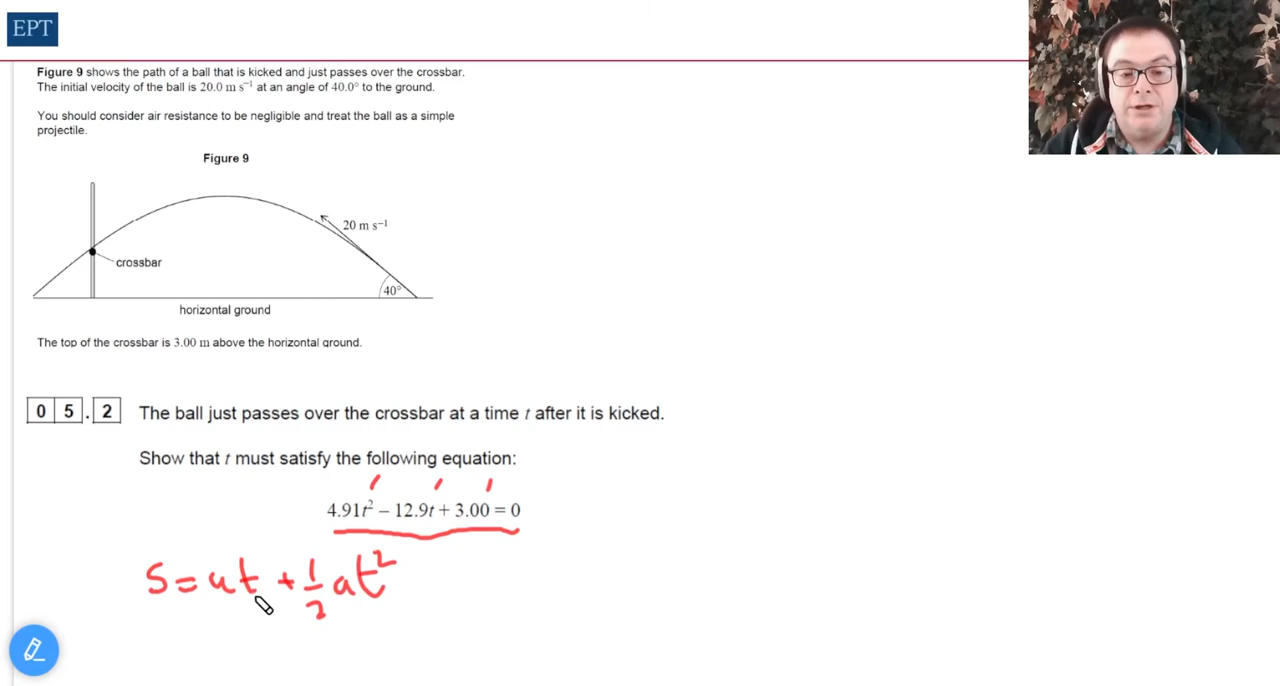 EPT
Figure 9 shows the path of a ball that is kicked and just passes over the crossbar.
The initial velocity of the ball is 20.0 m s⁻¹ at an angle of 40.0° to the ground.
You should consider air resistance to be negligible and treat the ball as a simple
projectile.
Figure 9
20 m s⁻¹
crossbar
40°
horizontal ground
The top of the crossbar is 3.00 m above the horizontal ground.
0 5 . 2 The ball just passes over the crossbar at a time t after it is kicked.
Show that t must satisfy the following equation:
4.91t² – 12.9t + 3.00 = 0
s = ut + ½at²